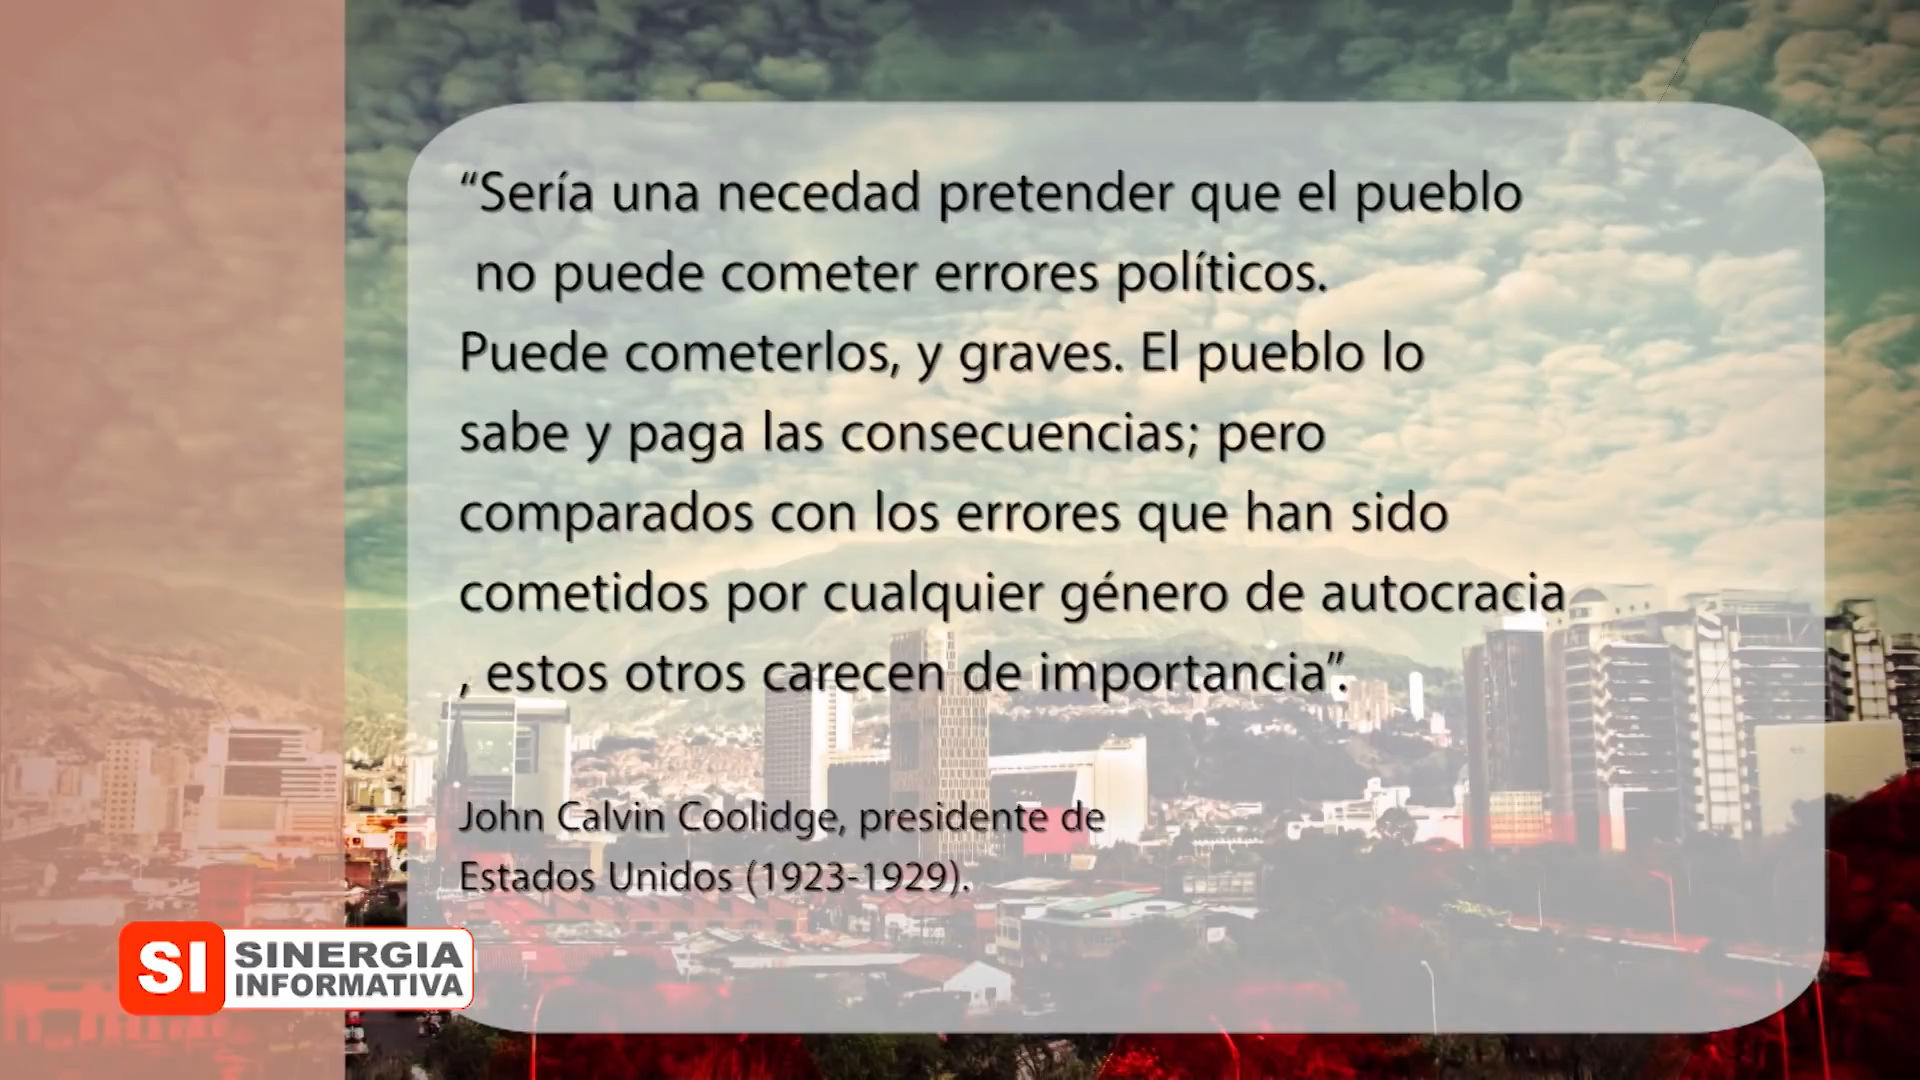 “Sería una necedad pretender que el pueblo
no puede cometer errores políticos.
Puede cometerlos, y graves. El pueblo lo
sabe y paga las consecuencias; pero
comparados con los errores que han sido
cometidos por cualquier género de autocracia
, estos otros carecen de importancia”.
John Calvin Coolidge, presidente de
Estados Unidos (1923-1929).
SI SINERGIA
INFORMATIVA